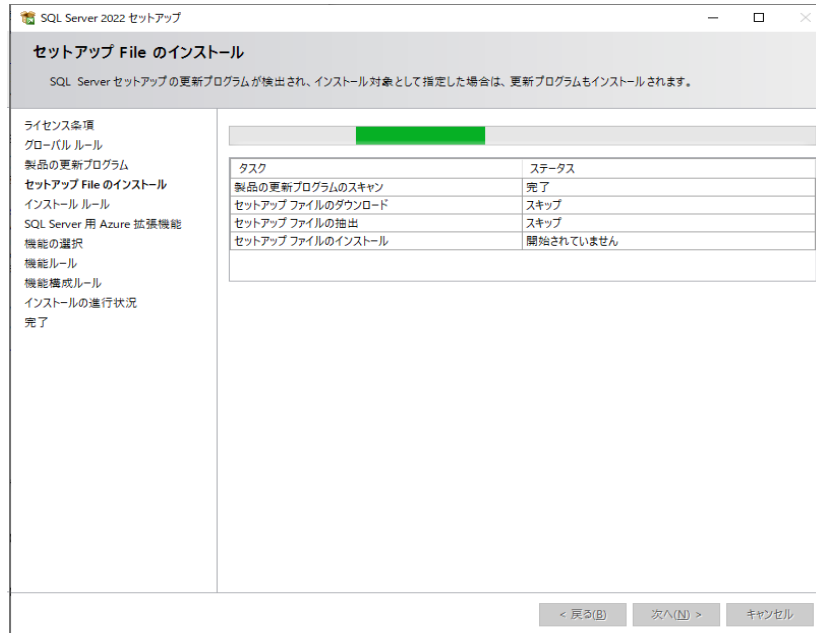 SQL Server 2022 セットアップ
セットアップ File のインストール
SQL Server セットアップの更新プログラムが検出され、インストール対象として指定した場合は、更新プログラムもインストールされます。
ライセンス条項
グローバル ルール
製品の更新プログラム
セットアップ File のインストール
インストール ルール
SQL Server 用 Azure 拡張機能
機能の選択
機能ルール
機能構成ルール
インストールの進行状況
完了
タスク ステータス
製品の更新プログラムのスキャン 完了
セットアップ ファイルのダウンロード スキップ
セットアップ ファイルの抽出 スキップ
セットアップ ファイルのインストール 開始されていません
< 戻る(B) 次へ(N) > キャンセル